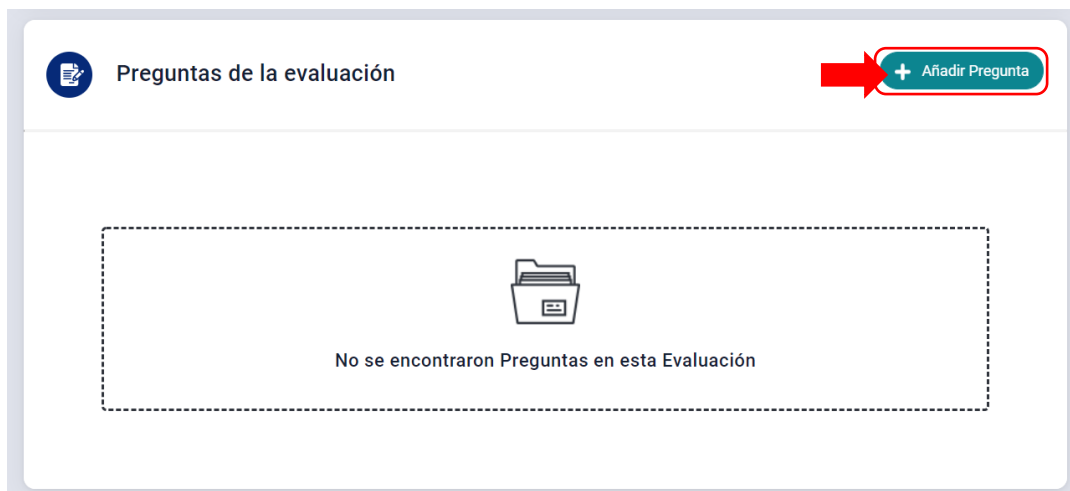 Preguntas de la evaluación
+ Añadir Pregunta
No se encontraron Preguntas en esta Evaluación